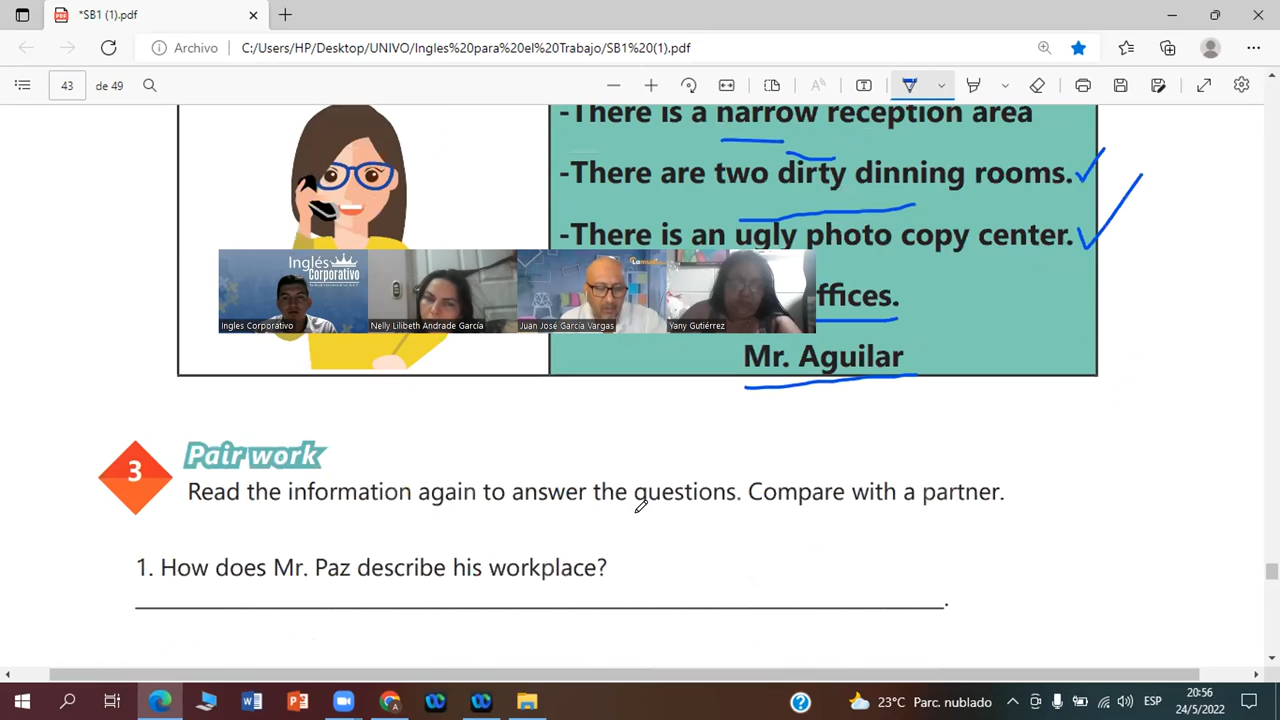 *SB1 (1).pdf
Archivo
C:/Users/HP/Desktop/UNIVO/Ingles%20para%20el%20Trabajo/SB1%20(1).pdf
43 de 49
-There is a narrow reception area
-There are two dirty dinning rooms.
-There is an ugly photo copy center.
ffices.
Mr. Aguilar
Inglés
Corporativo
Ingles Corporativo
Nelly Lilibeth Andrade García
Juan José García Vargas
Yany Gutiérrez
3
Pair work
Read the information again to answer the questions. Compare with a partner.
1. How does Mr. Paz describe his workplace?
23°C Parc. nublado
ESP
20:56
24/5/2022